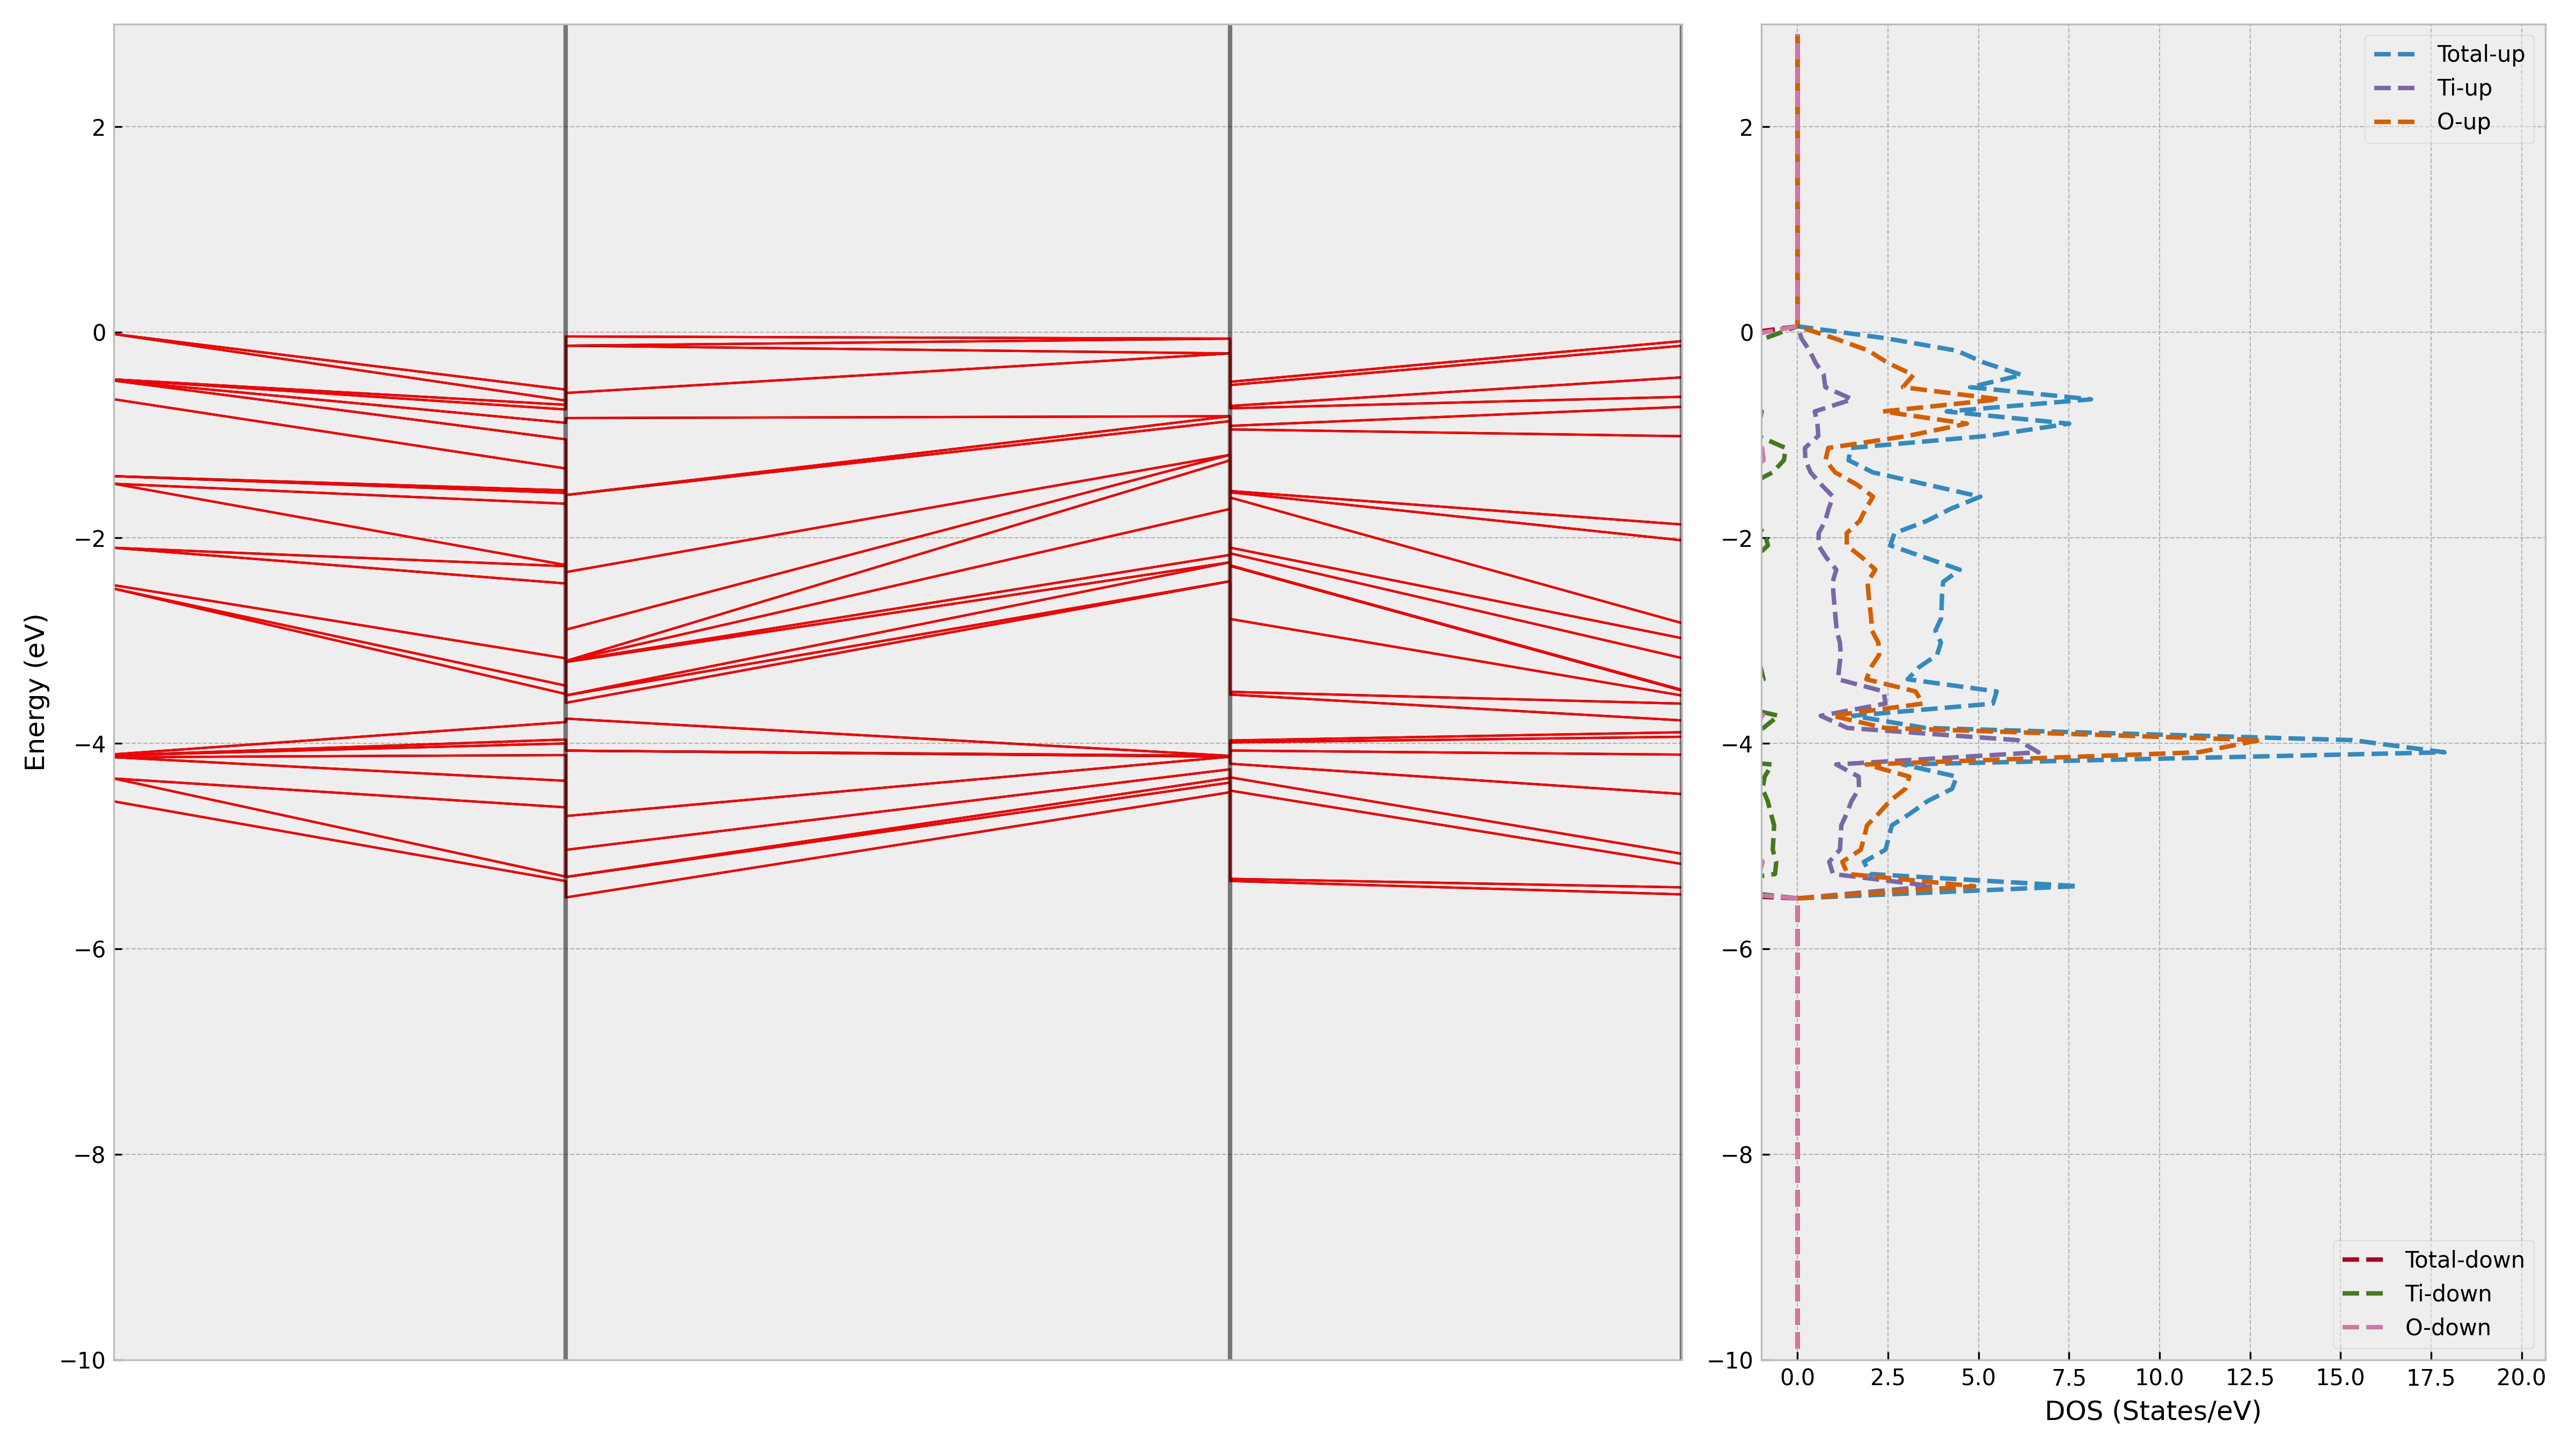 2
0
−2
−4
−6
−8
−10
Energy (eV)
2
0
−2
−4
−6
−8
−10
0.0 2.5 5.0 7.5 10.0 12.5 15.0 17.5 20.0
DOS (States/eV)
Total-up
Ti-up
O-up
Total-down
Ti-down
O-down